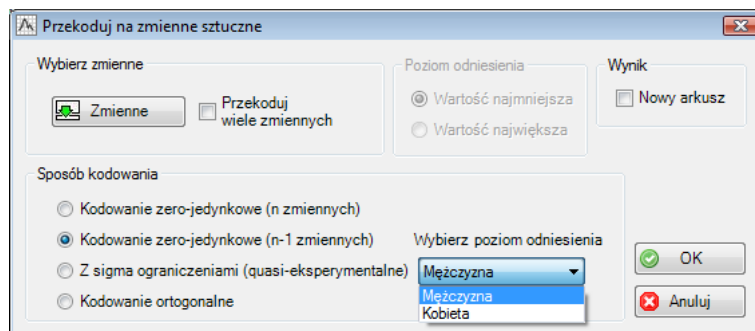 Przekoduj na zmienne sztuczne
Wybierz zmienne
Zmienne
Przekoduj
wiele zmiennych
Poziom odniesienia
Wartość najmniejsza
Wartość największa
Wynik
Nowy arkusz
Sposób kodowania
Kodowanie zero-jedynkowe (n zmiennych)
Kodowanie zero-jedynkowe (n-1 zmiennych)
Z sigma ograniczeniami (quasi-eksperymentalne)
Kodowanie ortogonalne
Wybierz poziom odniesienia
Mężczyzna
Mężczyzna
Kobieta
OK
Anuluj